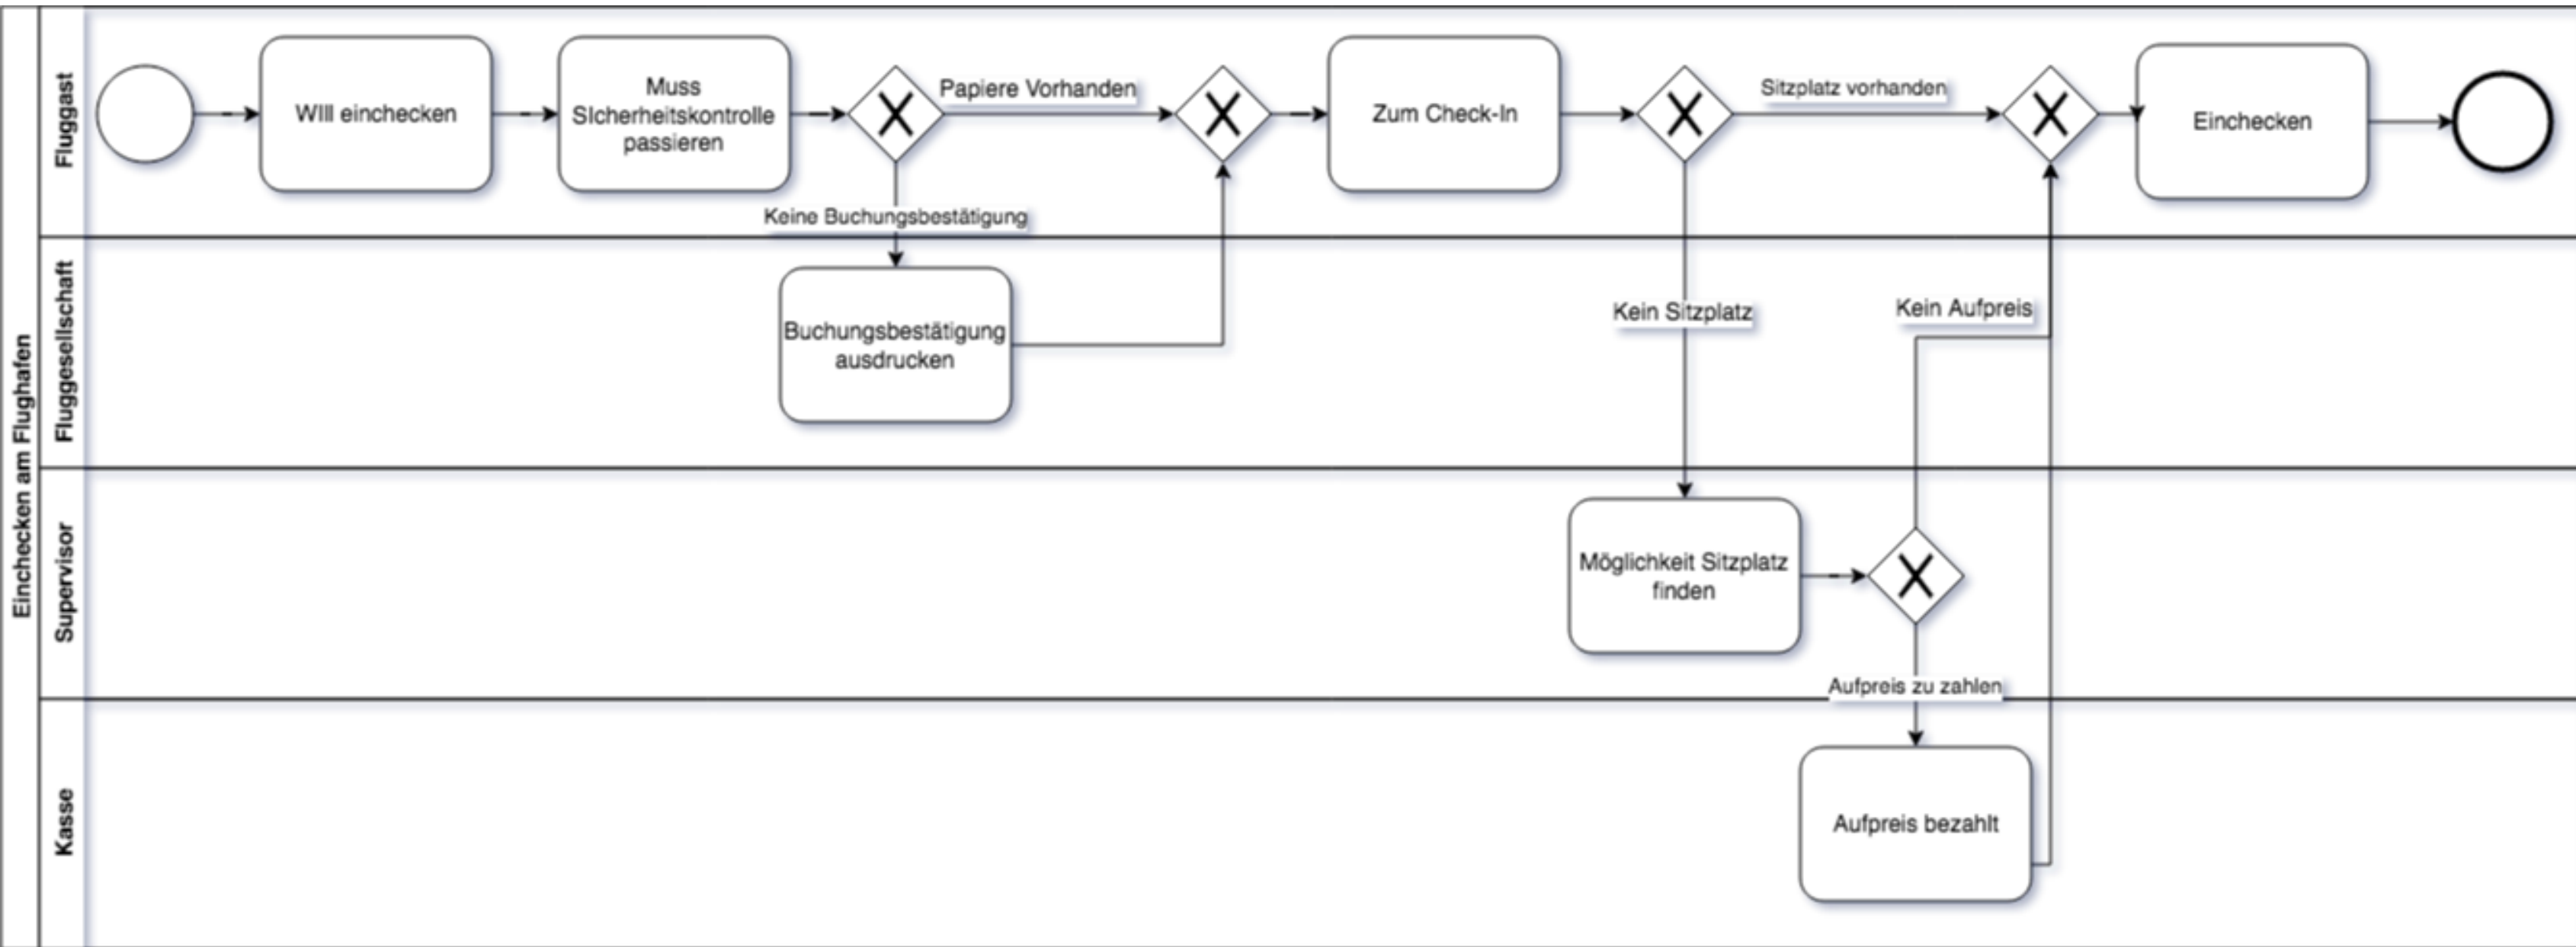 Einchecken am Flughafen
Fluggast
WIll einchecken
Muss
SIcherheitskontrolle
passieren
Papiere Vorhanden
Keine Buchungsbestätigung
Zum Check-In
Sitzplatz vorhanden
Einchecken
Fluggesellschaft
Buchungsbestätigung
ausdrucken
Kein Sitzplatz
Kein Aufpreis
Supervisor
Möglichkeit Sitzplatz
finden
Aufpreis zu zahlen
Kasse
Aufpreis bezahlt